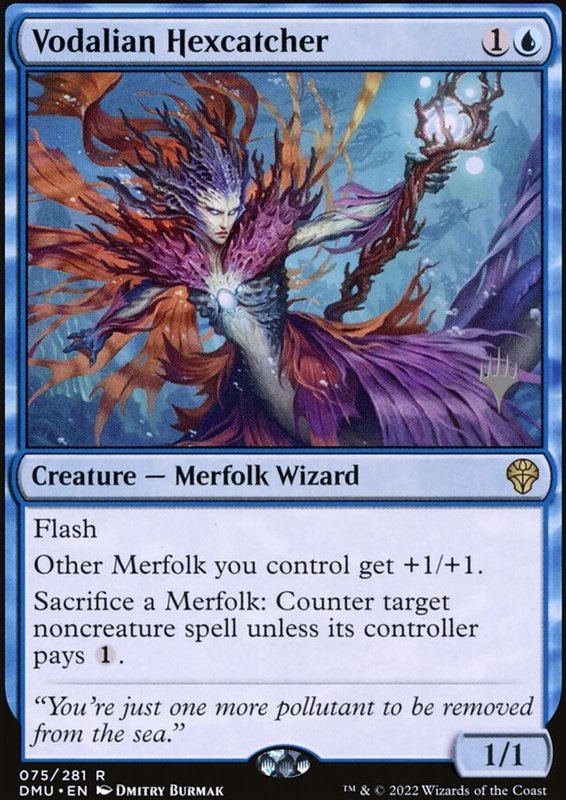 Vodalian Hexcatcher 1
Creature — Merfolk Wizard
Flash
Other Merfolk you control get +1/+1.
Sacrifice a Merfolk: Counter target
noncreature spell unless its controller
pays 1.
“You’re just one more pollutant to be removed
from the sea.”
1/1
075/281 R
DMU • EN Dmitry Burmak
™ & © 2022 Wizards of the Coast